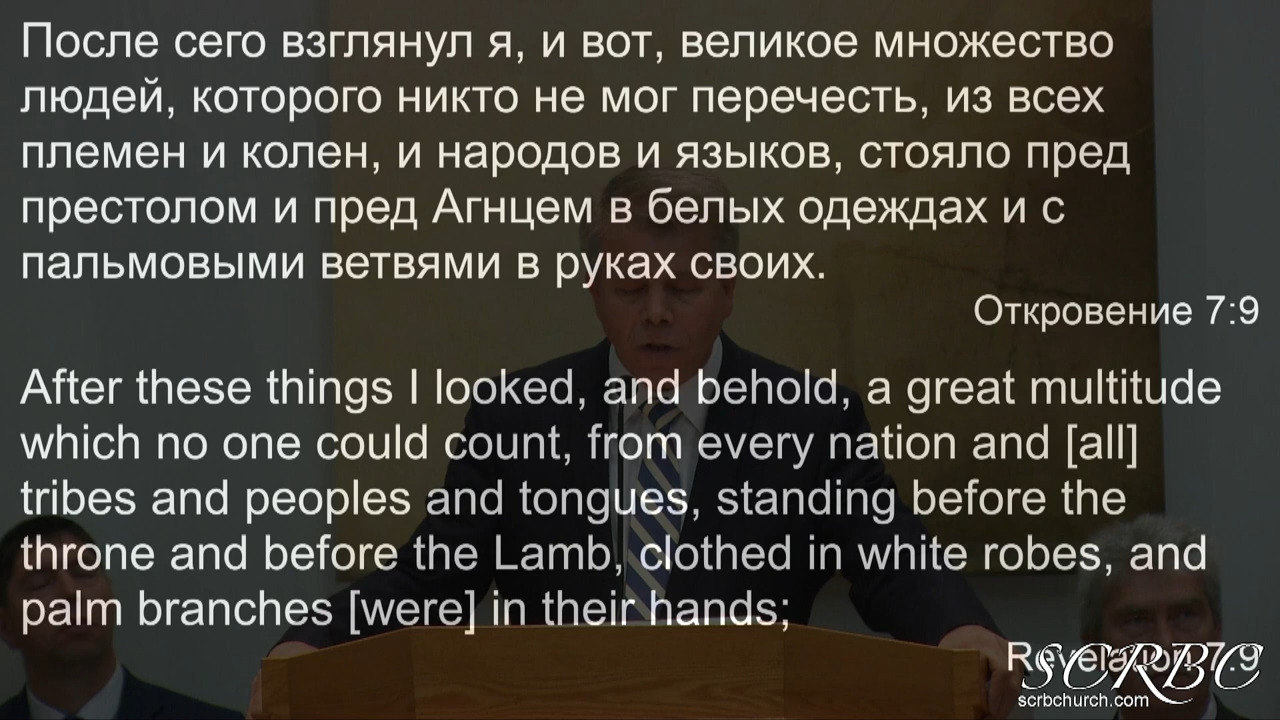 После сего взглянул я, и вот, великое множество
людей, которого никто не мог перечесть, из всех
племен и колен, и народов и языков, стояло пред
престолом и пред Агнцем в белых одеждах и с
пальмовыми ветвями в руках своих.
Откровение 7:9
After these things I looked, and behold, a great multitude
which no one could count, from every nation and [all]
tribes and peoples and tongues, standing before the
throne and before the Lamb, clothed in white robes, and
palm branches [were] in their hands;
Revelation 7:9
SCRBC
scrbchurch.com